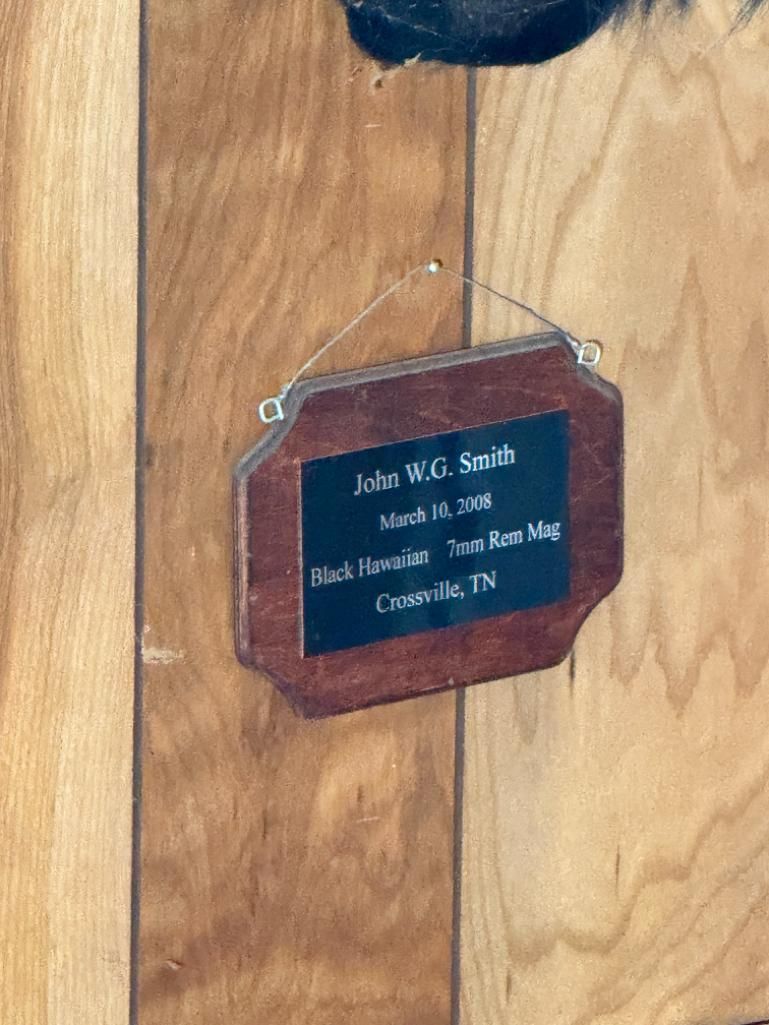 John W.G. Smith
March 10, 2008
Black Hawaiian 7mm Rem Mag
Crossville, TN